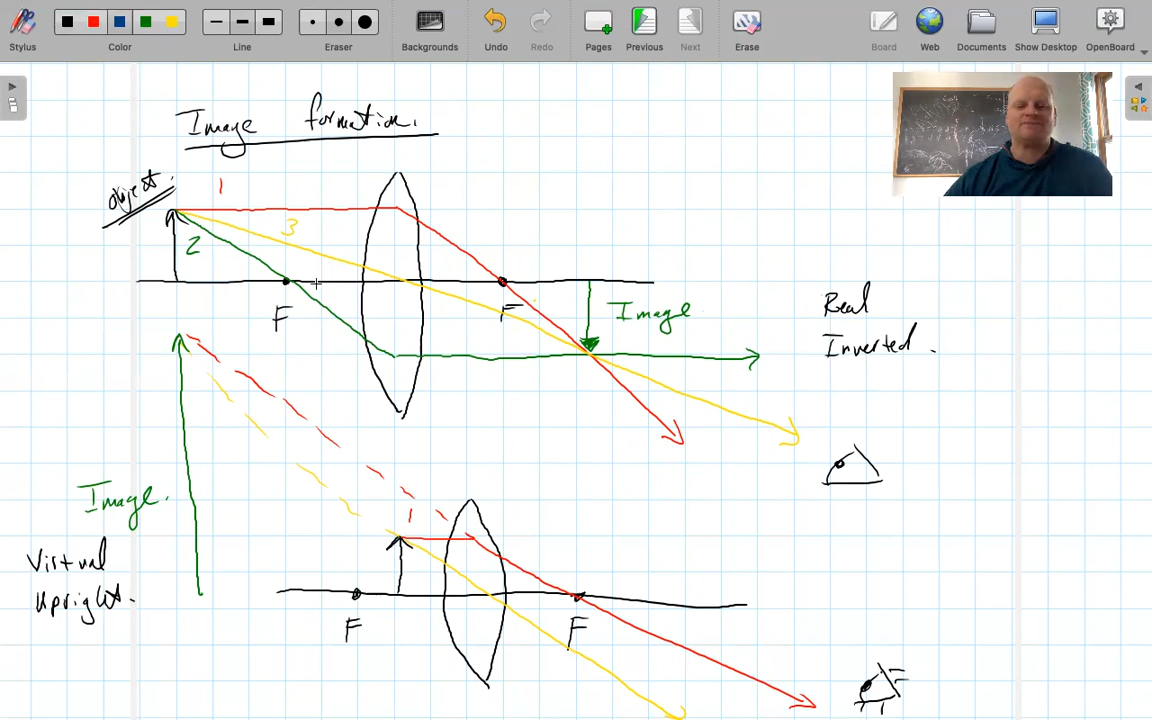 Stylus
Color
Line
Eraser
Backgrounds
Undo
Redo
Pages
Previous
Next
Erase
Board
Web
Documents
Show Desktop
OpenBoard
Image formation.
object.
1
2
3
F
F
Image
Real
Inverted.
Image.
Virtual
Upright.
1
F
F